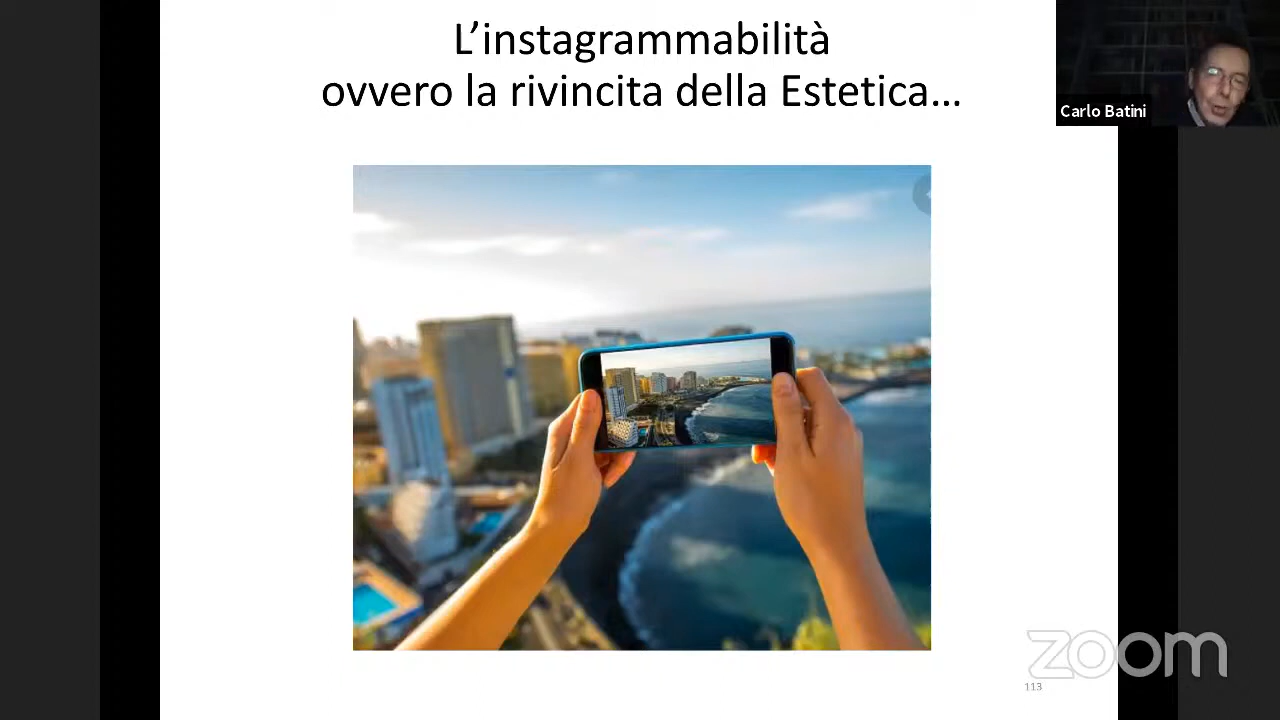 L’instagrammabilità
ovvero la rivincita della Estetica…
Carlo Batini
zoom
113